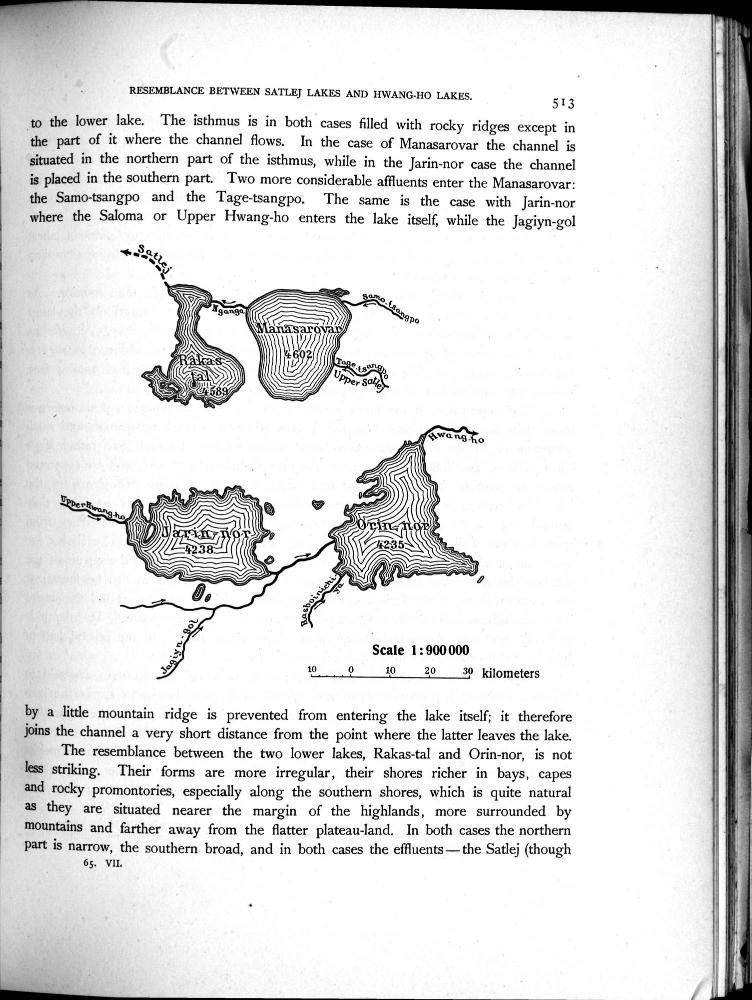 RESEMBLANCE BETWEEN SATLEJ LAKES AND HWANG-HO LAKES.
513
to the lower lake. The isthmus is in both cases filled with rocky ridges except in
the part of it where the channel flows. In the case of Manasarovar the channel is
situated in the northern part of the isthmus, while in the Jarin-nor case the channel
is placed in the southern part. Two more considerable affluents enter the Manasarovar:
the Samo-tsangpo and the Tage-tsangpo. The same is the case with Jarin-nor
where the Saloma or Upper Hwang-ho enters the lake itself, while the Jagiyn-gol
Satlej
Nganga
Samo-tsangpo
Manasarovar
4602
Rakas-
tal
4589
Tage-tsangpo
Upper Satlej
Hwang-ho
Upper Hwang-ho
Jarin-nor
4238
Orin-nor
4235
Rasboinichi
ya
Jagiyn-gol
Scale 1:900000
10 0 10 20 30 kilometers
by a little mountain ridge is prevented from entering the lake itself; it therefore
joins the channel a very short distance from the point where the latter leaves the lake.
The resemblance between the two lower lakes, Rakas-tal and Orin-nor, is not
less striking. Their forms are more irregular, their shores richer in bays, capes
and rocky promontories, especially along the southern shores, which is quite natural
as they are situated nearer the margin of the highlands, more surrounded by
mountains and farther away from the flatter plateau-land. In both cases the northern
part is narrow, the southern broad, and in both cases the effluents—the Satlej (though
65. VII.